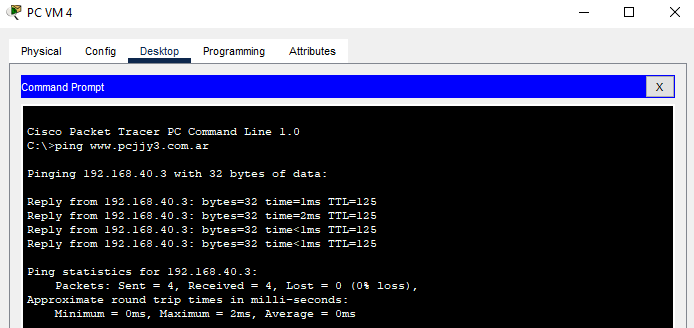 PC VM 4
Physical Config Desktop Programming Attributes
Command Prompt X
Cisco Packet Tracer PC Command Line 1.0
C:\>ping www.pcjjy3.com.ar
Pinging 192.168.40.3 with 32 bytes of data:
Reply from 192.168.40.3: bytes=32 time=1ms TTL=125
Reply from 192.168.40.3: bytes=32 time=2ms TTL=125
Reply from 192.168.40.3: bytes=32 time<1ms TTL=125
Reply from 192.168.40.3: bytes=32 time<1ms TTL=125
Ping statistics for 192.168.40.3:
    Packets: Sent = 4, Received = 4, Lost = 0 (0% loss),
Approximate round trip times in milli-seconds:
    Minimum = 0ms, Maximum = 2ms, Average = 0ms